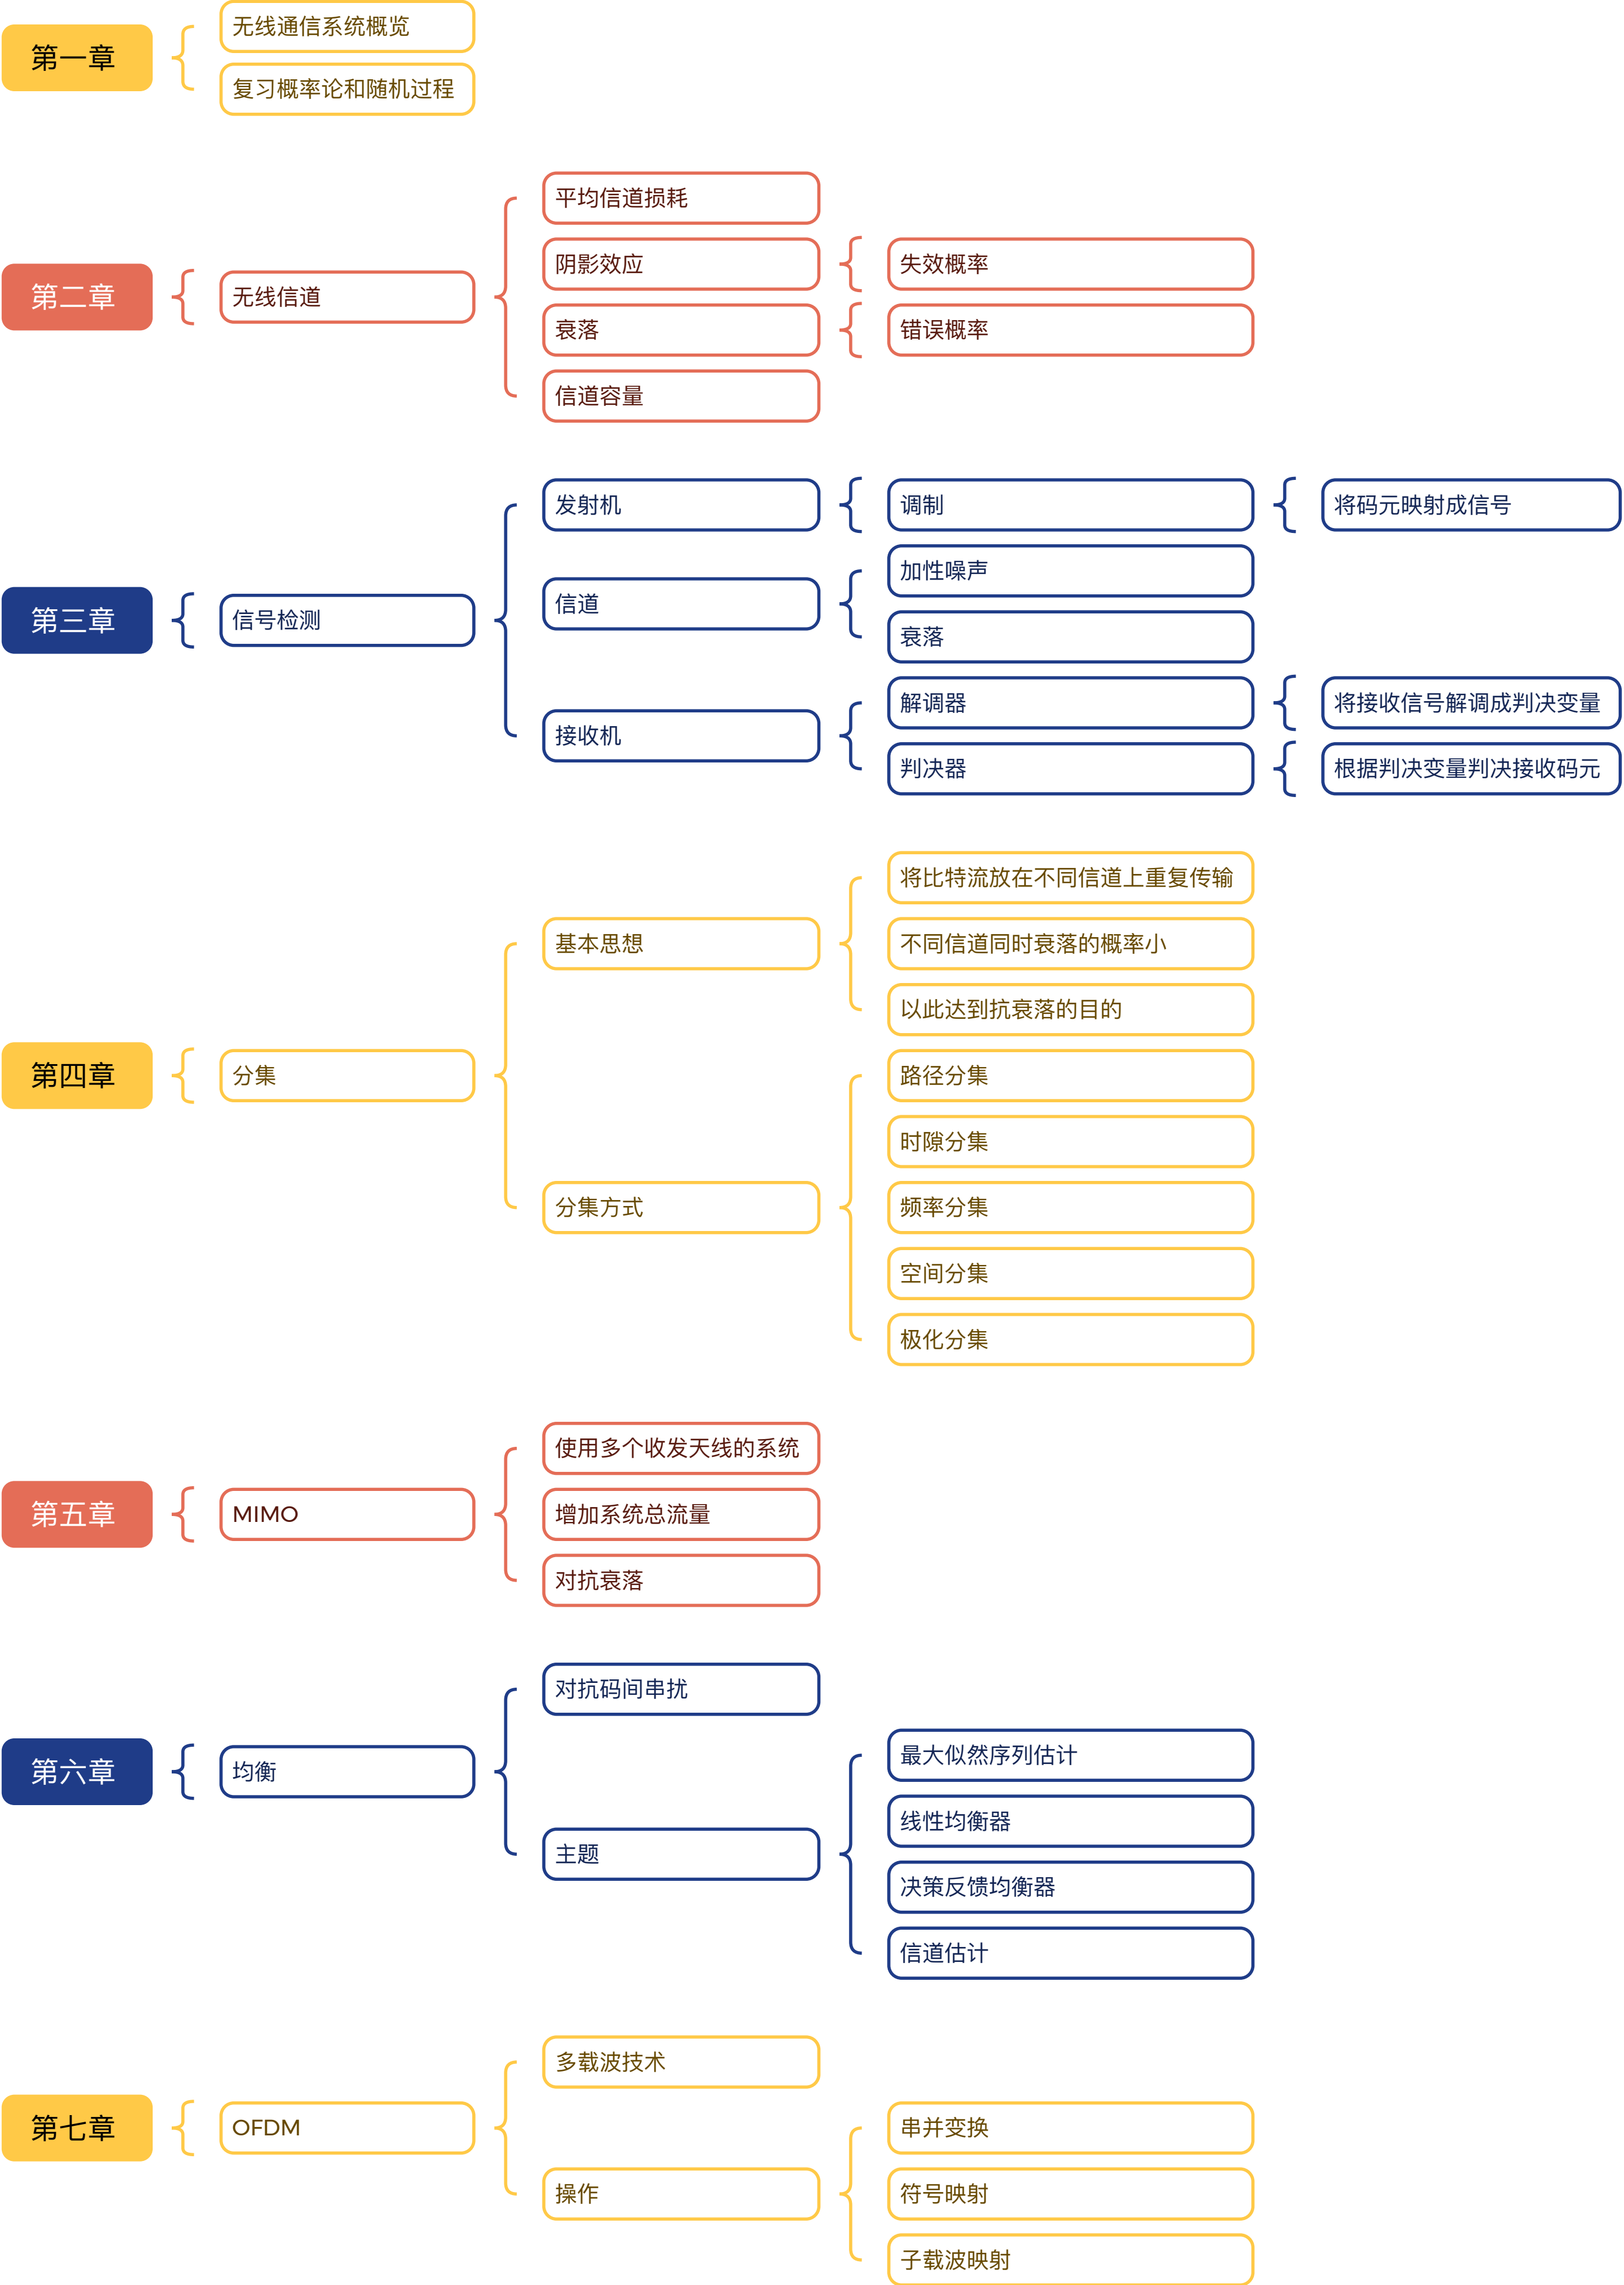 第一章
无线通信系统概览
复习概率论和随机过程
第二章
无线信道
平均信道损耗
阴影效应
失效概率
衰落
错误概率
信道容量
第三章
信号检测
发射机
调制
将码元映射成信号
信道
加性噪声
衰落
接收机
解调器
将接收信号解调成判决变量
判决器
根据判决变量判决接收码元
第四章
分集
基本思想
将比特流放在不同信道上重复传输
不同信道同时衰落的概率小
以此达到抗衰落的目的
分集方式
路径分集
时隙分集
频率分集
空间分集
极化分集
第五章
MIMO
使用多个收发天线的系统
增加系统总流量
对抗衰落
第六章
均衡
对抗码间串扰
主题
最大似然序列估计
线性均衡器
决策反馈均衡器
信道估计
第七章
OFDM
多载波技术
操作
串并变换
符号映射
子载波映射